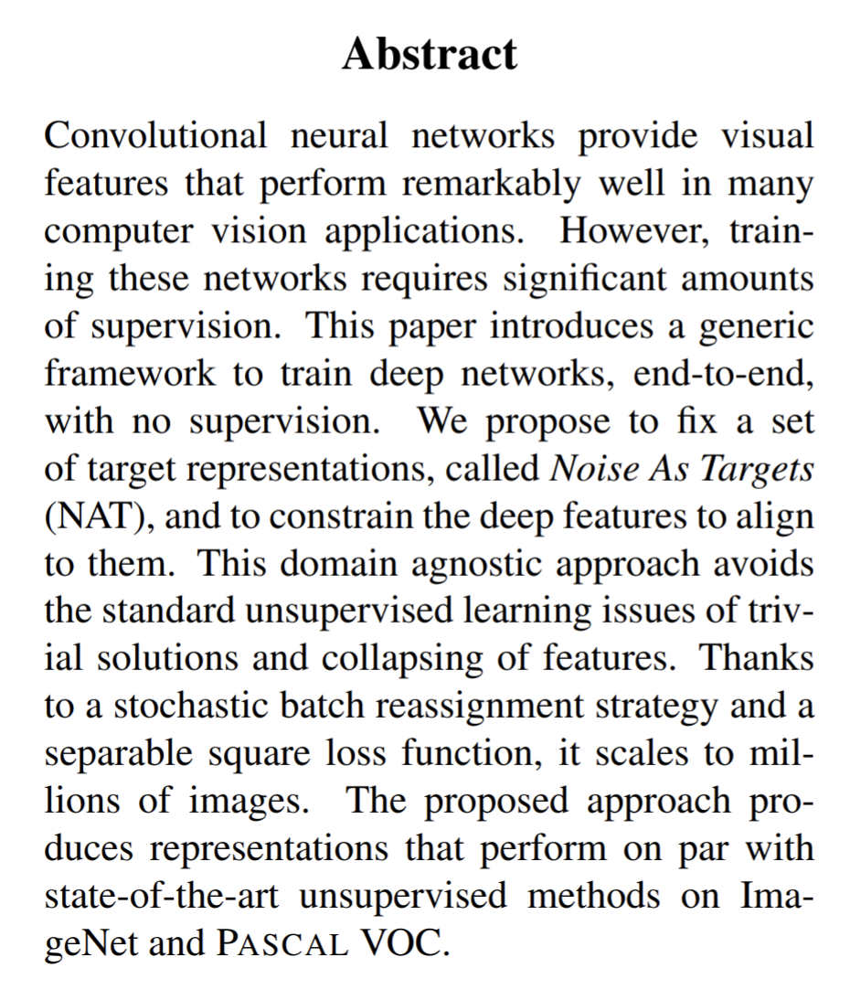 Abstract
Convolutional neural networks provide visual
features that perform remarkably well in many
computer vision applications. However, train-
ing these networks requires significant amounts
of supervision. This paper introduces a generic
framework to train deep networks, end-to-end,
with no supervision. We propose to fix a set
of target representations, called Noise As Targets
(NAT), and to constrain the deep features to align
to them. This domain agnostic approach avoids
the standard unsupervised learning issues of triv-
ial solutions and collapsing of features. Thanks
to a stochastic batch reassignment strategy and a
separable square loss function, it scales to mil-
lions of images. The proposed approach pro-
duces representations that perform on par with
state-of-the-art unsupervised methods on Ima-
geNet and PASCAL VOC.